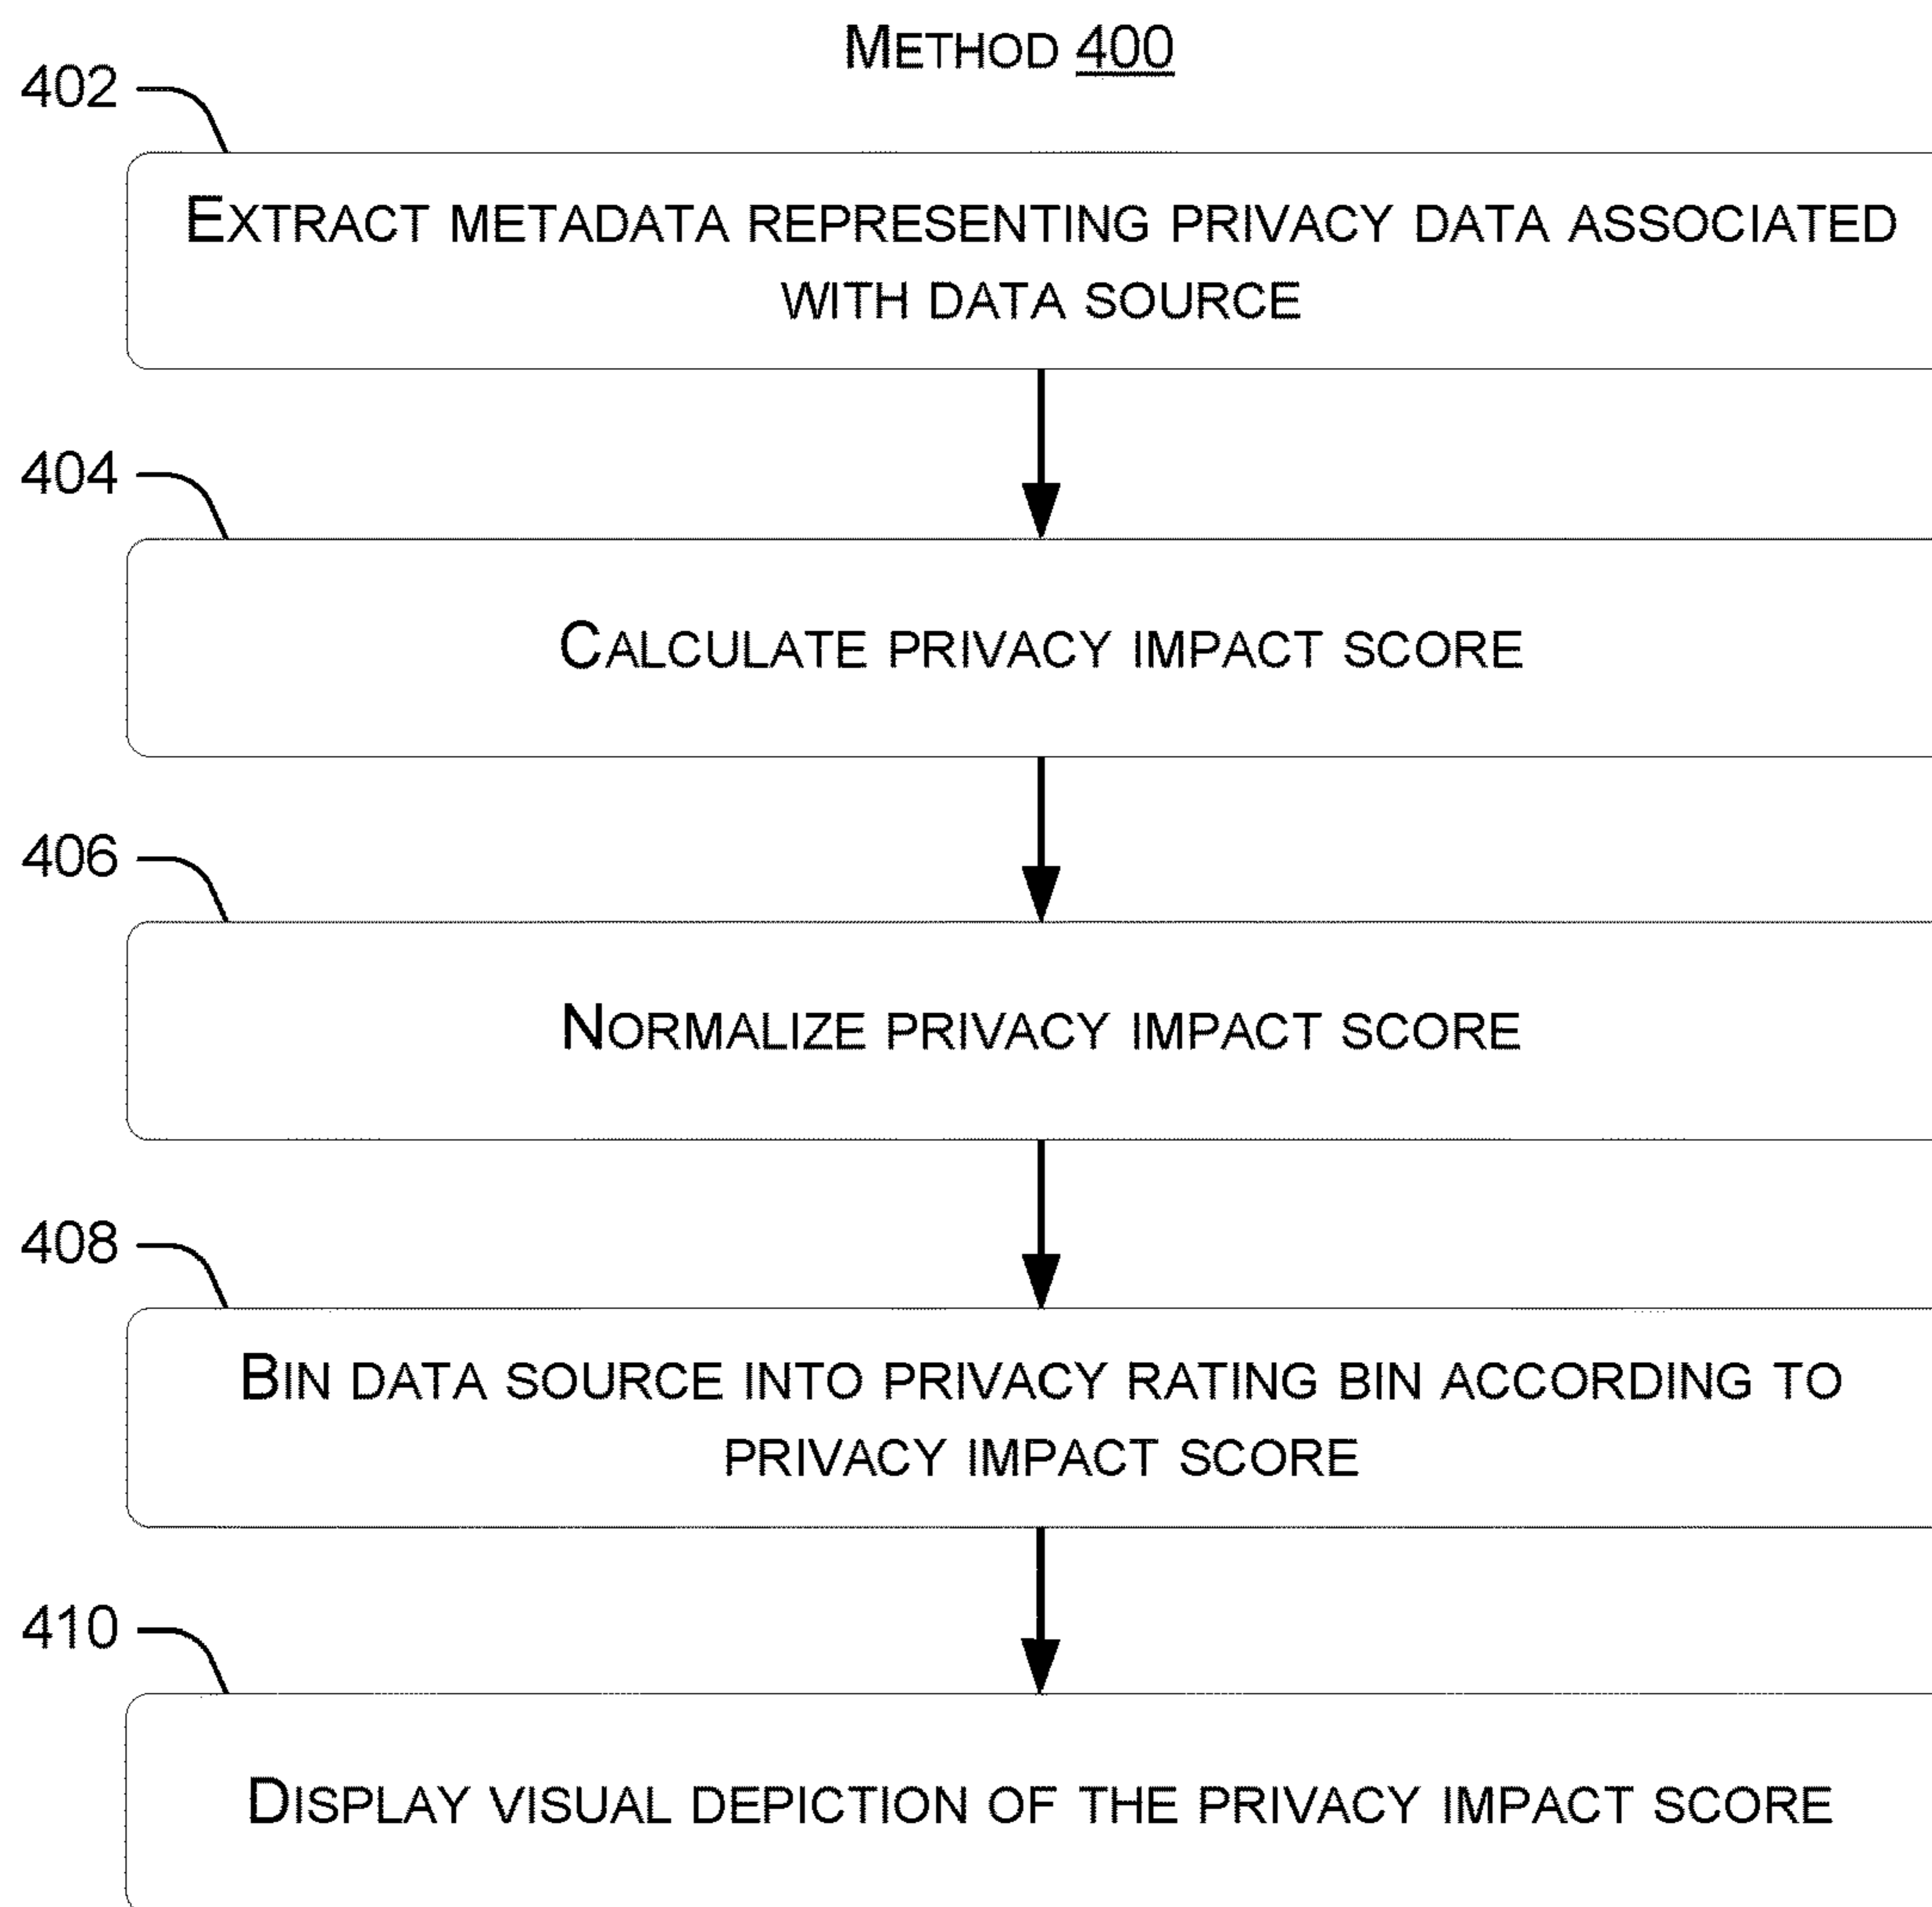 METHOD 400
402
EXTRACT METADATA REPRESENTING PRIVACY DATA ASSOCIATED
WITH DATA SOURCE
404
CALCULATE PRIVACY IMPACT SCORE
406
NORMALIZE PRIVACY IMPACT SCORE
408
BIN DATA SOURCE INTO PRIVACY RATING BIN ACCORDING TO
PRIVACY IMPACT SCORE
410
DISPLAY VISUAL DEPICTION OF THE PRIVACY IMPACT SCORE